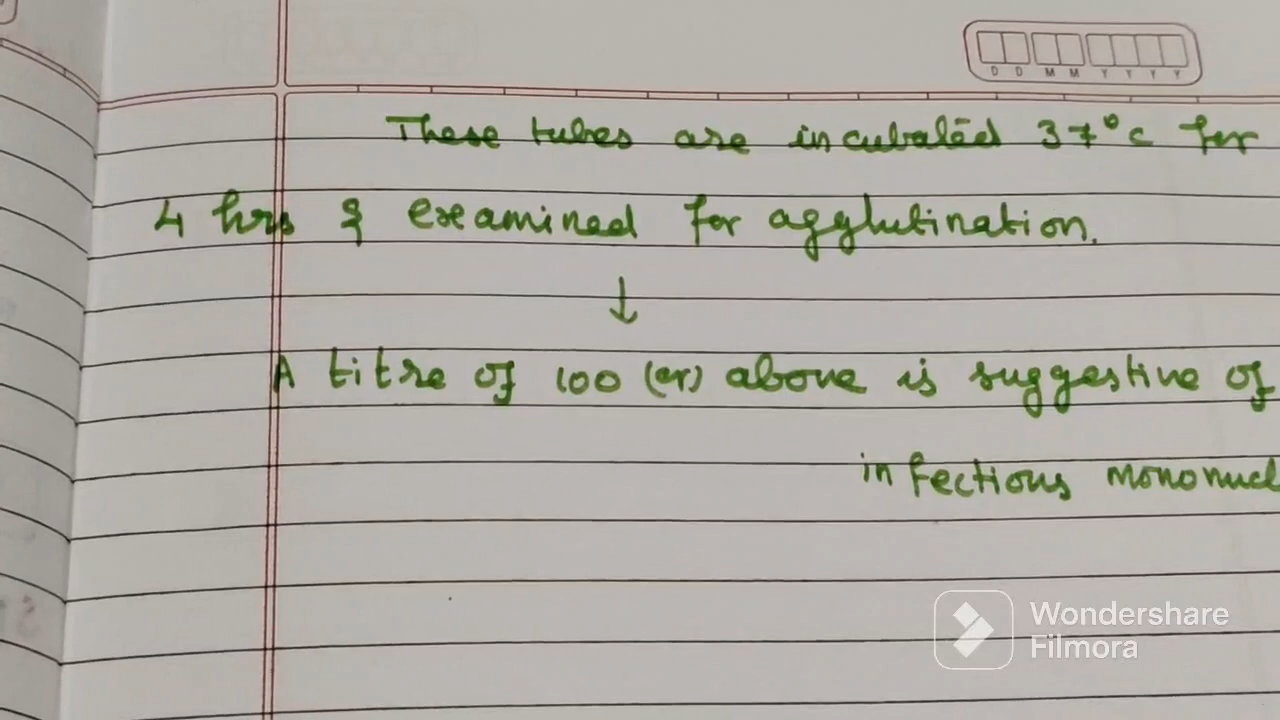 D D M M Y Y Y Y
These tubes are incubated 37°c for
4 hrs & examined for agglutination.
↓
A titre of 100 (or) above is suggestive of
infectious mononucl
Wondershare
Filmora